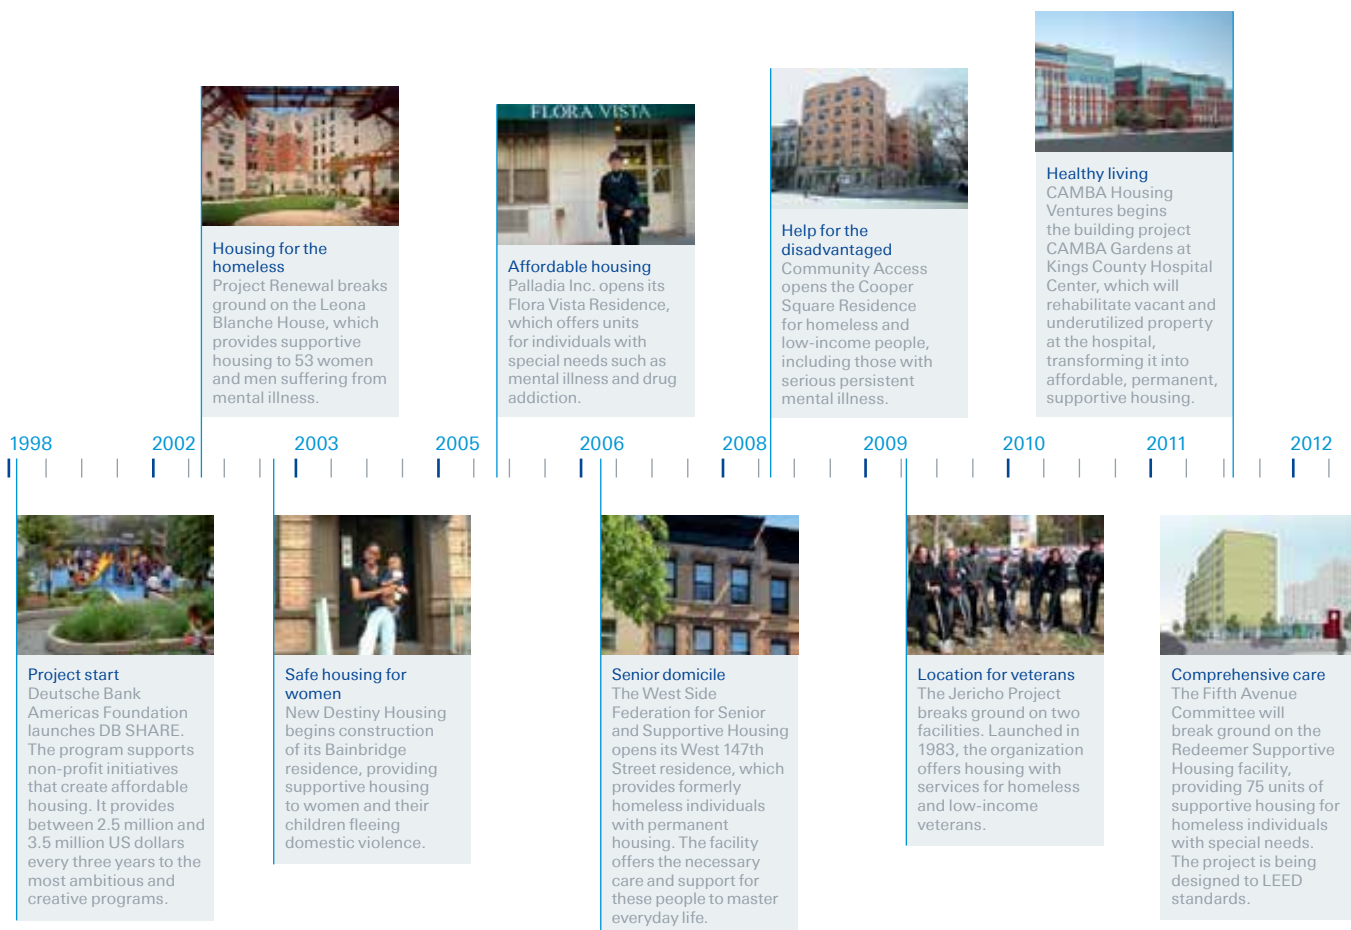 FLORA VISTA
Housing for the
homeless
Project Renewal breaks
ground on the Leona
Blanche House, which
provides supportive
housing to 53 women
and men suffering from
mental illness.
Affordable housing
Palladia Inc. opens its
Flora Vista Residence,
which offers units
for individuals with
special needs such as
mental illness and drug
addiction.
Help for the
disadvantaged
Community Access
opens the Cooper
Square Residence
for homeless and
low-income people,
including those with
serious persistent
mental illness.
Healthy living
CAMBA Housing
Ventures begins
the building project
CAMBA Gardens at
Kings County Hospital
Center, which will
rehabilitate vacant and
underutilized property
at the hospital,
transforming it into
affordable, permanent,
supportive housing.
1998 2002 2003 2005 2006 2008 2009 2010 2011 2012
Project start
Deutsche Bank
Americas Foundation
launches DB SHARE.
The program supports
non-profit initiatives
that create affordable
housing. It provides
between 2.5 million and
3.5 million US dollars
every three years to the
most ambitious and
creative programs.
Safe housing for
women
New Destiny Housing
begins construction
of its Bainbridge
residence, providing
supportive housing
to women and their
children fleeing
domestic violence.
Senior domicile
The West Side
Federation for Senior
and Supportive Housing
opens its West 147th
Street residence, which
provides formerly
homeless individuals
with permanent
housing. The facility
offers the necessary
care and support for
these people to master
everyday life.
Location for veterans
The Jericho Project
breaks ground on two
facilities. Launched in
1983, the organization
offers housing with
services for homeless
and low-income
veterans.
Comprehensive care
The Fifth Avenue
Committee will
break ground on the
Redeemer Supportive
Housing facility,
providing 75 units of
supportive housing for
homeless individuals
with special needs.
The project is being
designed to LEED
standards.